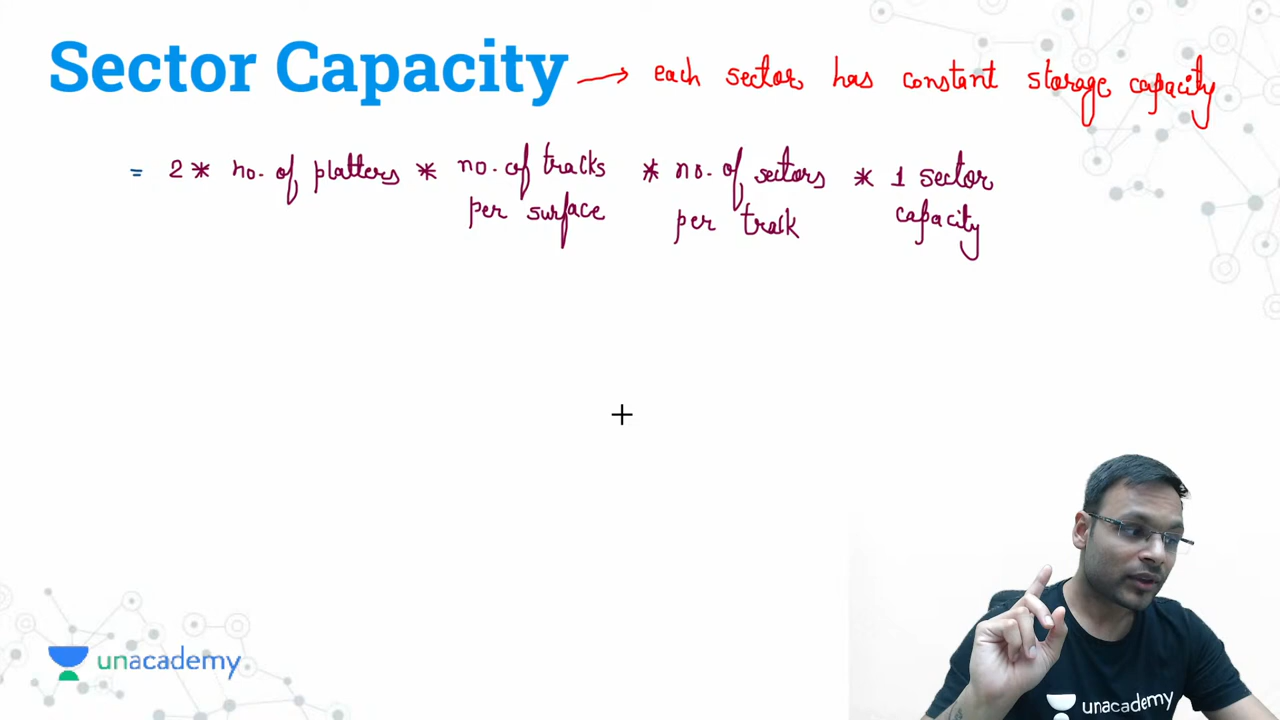 Sector Capacity → each sector has constant storage capacity
= 2 * no. of platters * no. of tracks * no. of sectors * 1 sector
per surface per track capacity
unacademy
unacademy